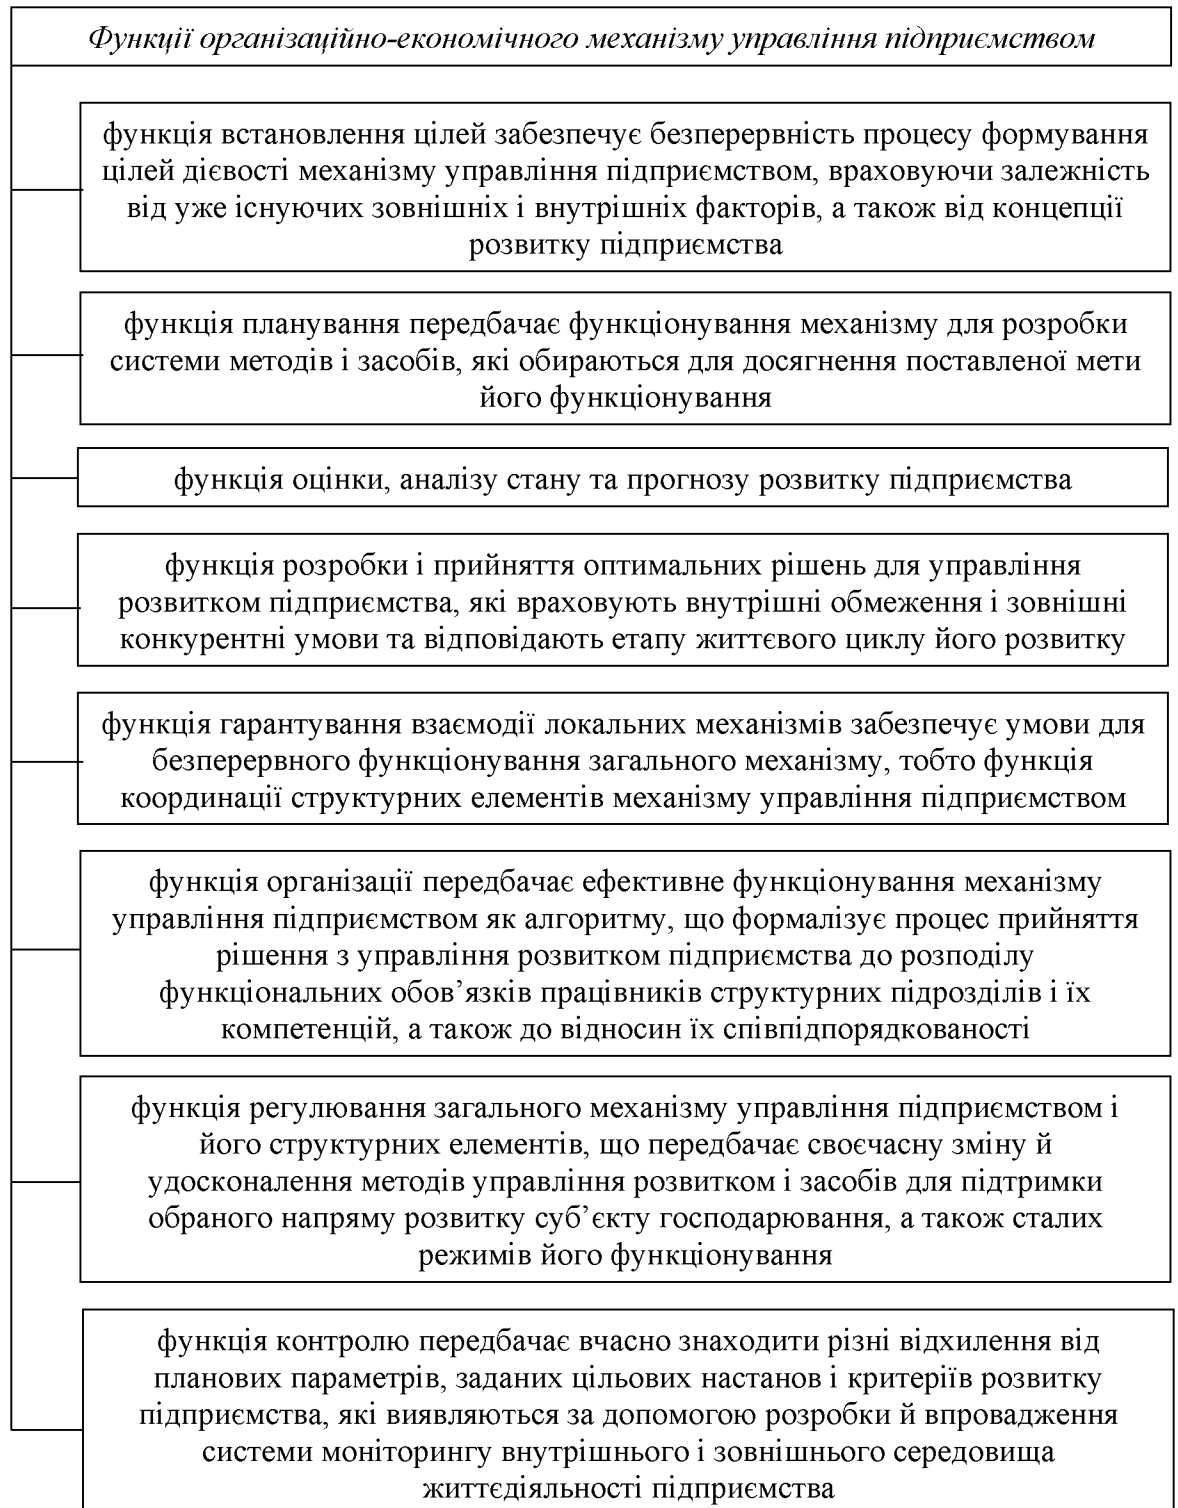 Функції організаційно-економічного механізму управління підприємством
функція встановлення цілей забезпечує безперервність процесу формування
цілей дієвості механізму управління підприємством, враховуючи залежність
від уже існуючих зовнішніх і внутрішніх факторів, а також від концепції
розвитку підприємства
функція планування передбачає функціонування механізму для розробки
системи методів і засобів, які обираються для досягнення поставленої мети
його функціонування
функція оцінки, аналізу стану та прогнозу розвитку підприємства
функція розробки і прийняття оптимальних рішень для управління
розвитком підприємства, які враховують внутрішні обмеження і зовнішні
конкурентні умови та відповідають етапу життєвого циклу його розвитку
функція гарантування взаємодії локальних механізмів забезпечує умови для
безперервного функціонування загального механізму, тобто функція
координації структурних елементів механізму управління підприємством
функція організації передбачає ефективне функціонування механізму
управління підприємством як алгоритму, що формалізує процес прийняття
рішення з управління розвитком підприємства до розподілу
функціональних обов’язків працівників структурних підрозділів і їх
компетенцій, а також до відносин їх співпідпорядкованості
функція регулювання загального механізму управління підприємством і
його структурних елементів, що передбачає своєчасну зміну й
удосконалення методів управління розвитком і засобів для підтримки
обраного напряму розвитку суб’єкту господарювання, а також сталих
режимів його функціонування
функція контролю передбачає вчасно знаходити різні відхилення від
планових параметрів, заданих цільових настанов і критеріїв розвитку
підприємства, які виявляються за допомогою розробки й впровадження
системи моніторингу внутрішнього і зовнішнього середовища
життєдіяльності підприємства